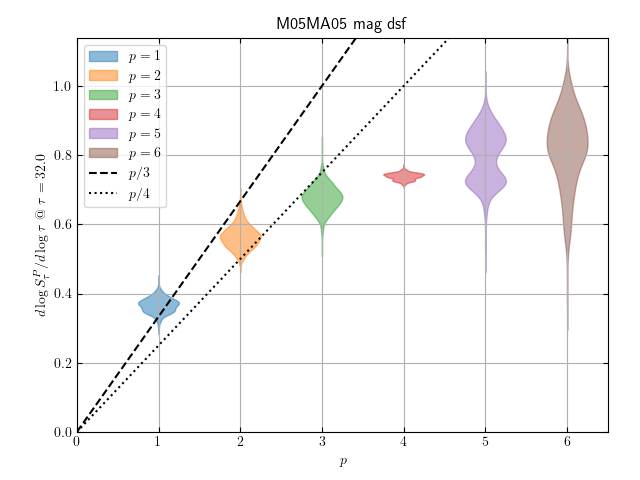 M05MA05 mag dsf
p = 1
p = 2
p = 3
p = 4
p = 5
p = 6
p/3
p/4
d log S_τ^P / d log τ @ τ = 32.0
1.0
0.8
0.6
0.4
0.2
0.0
0 1 2 3 4 5 6
p